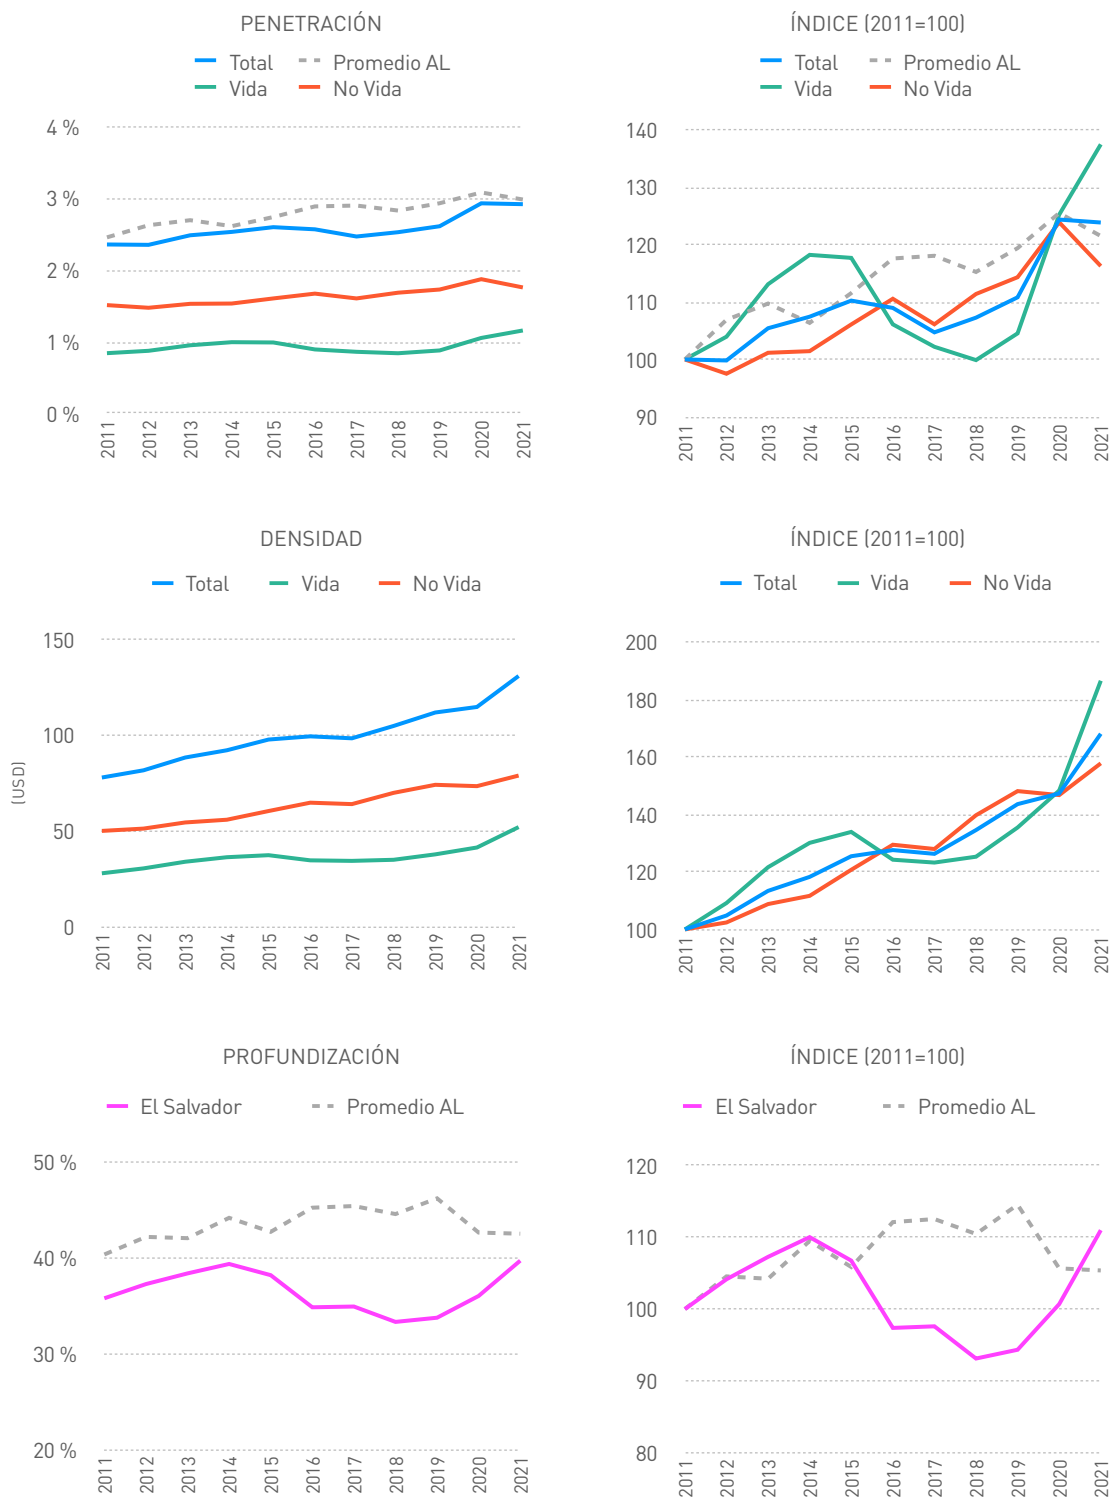 PENETRACIÓN
Total Promedio AL
Vida No Vida
4 %
3 %
2 %
1 %
0 %
2011 2012 2013 2014 2015 2016 2017 2018 2019 2020 2021
ÍNDICE (2011=100)
Total Promedio AL
Vida No Vida
140
130
120
110
100
90
2011 2012 2013 2014 2015 2016 2017 2018 2019 2020 2021
DENSIDAD
Total Vida No Vida
(USD)
150
100
50
0
2011 2012 2013 2014 2015 2016 2017 2018 2019 2020 2021
ÍNDICE (2011=100)
Total Vida No Vida
200
180
160
140
120
100
2011 2012 2013 2014 2015 2016 2017 2018 2019 2020 2021
PROFUNDIZACIÓN
El Salvador Promedio AL
50 %
40 %
30 %
20 %
2011 2012 2013 2014 2015 2016 2017 2018 2019 2020 2021
ÍNDICE (2011=100)
El Salvador Promedio AL
120
110
100
90
80
2011 2012 2013 2014 2015 2016 2017 2018 2019 2020 2021